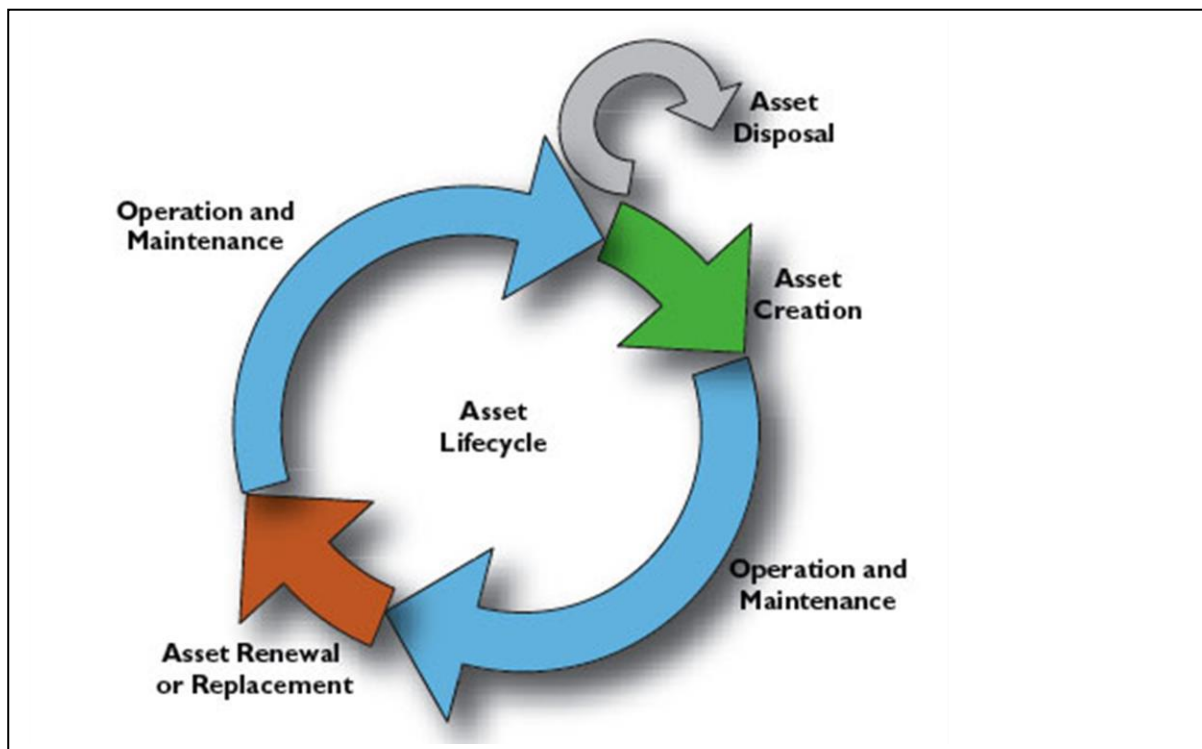 Asset
Disposal
Operation and
Maintenance
Asset
Creation
Asset
Lifecycle
Operation and
Maintenance
Asset Renewal
or Replacement